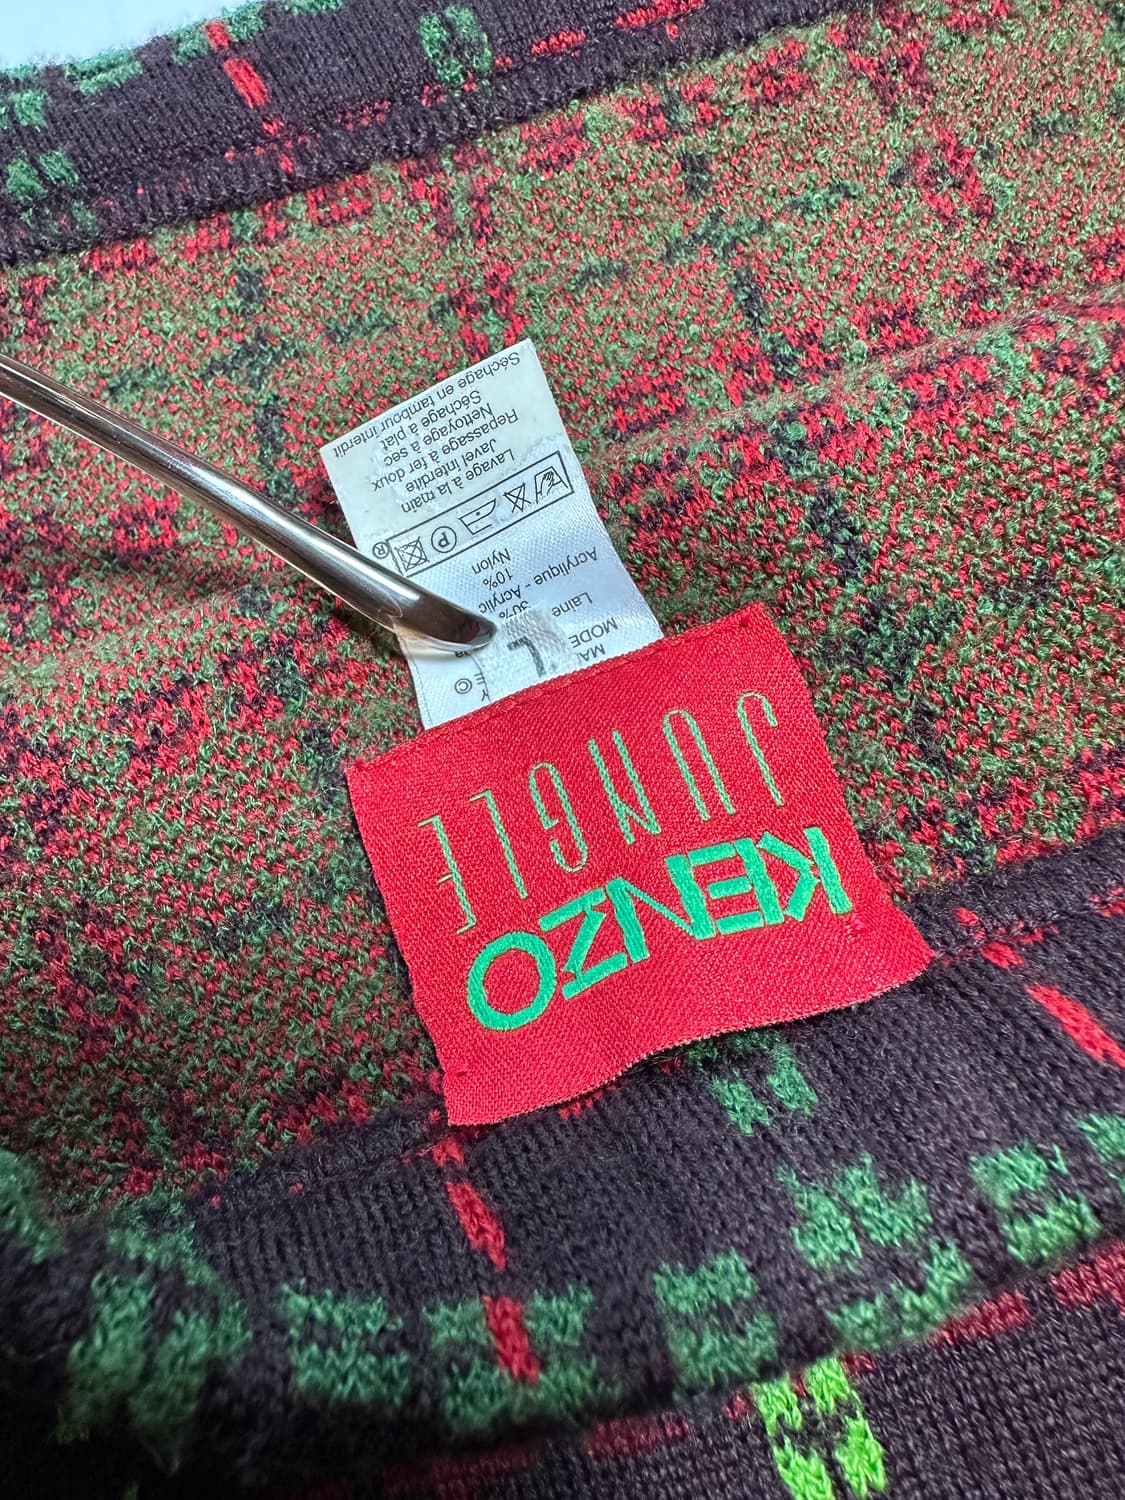 KENZO
JUNGLE
L
MODE
Laine
Acrylique - Acrylic
10%
Nylon
P
Lavage à la main
Javel interdite
Repassage à fer doux
Nettoyage à sec
Séchage à plat
Séchage en tambour interdit